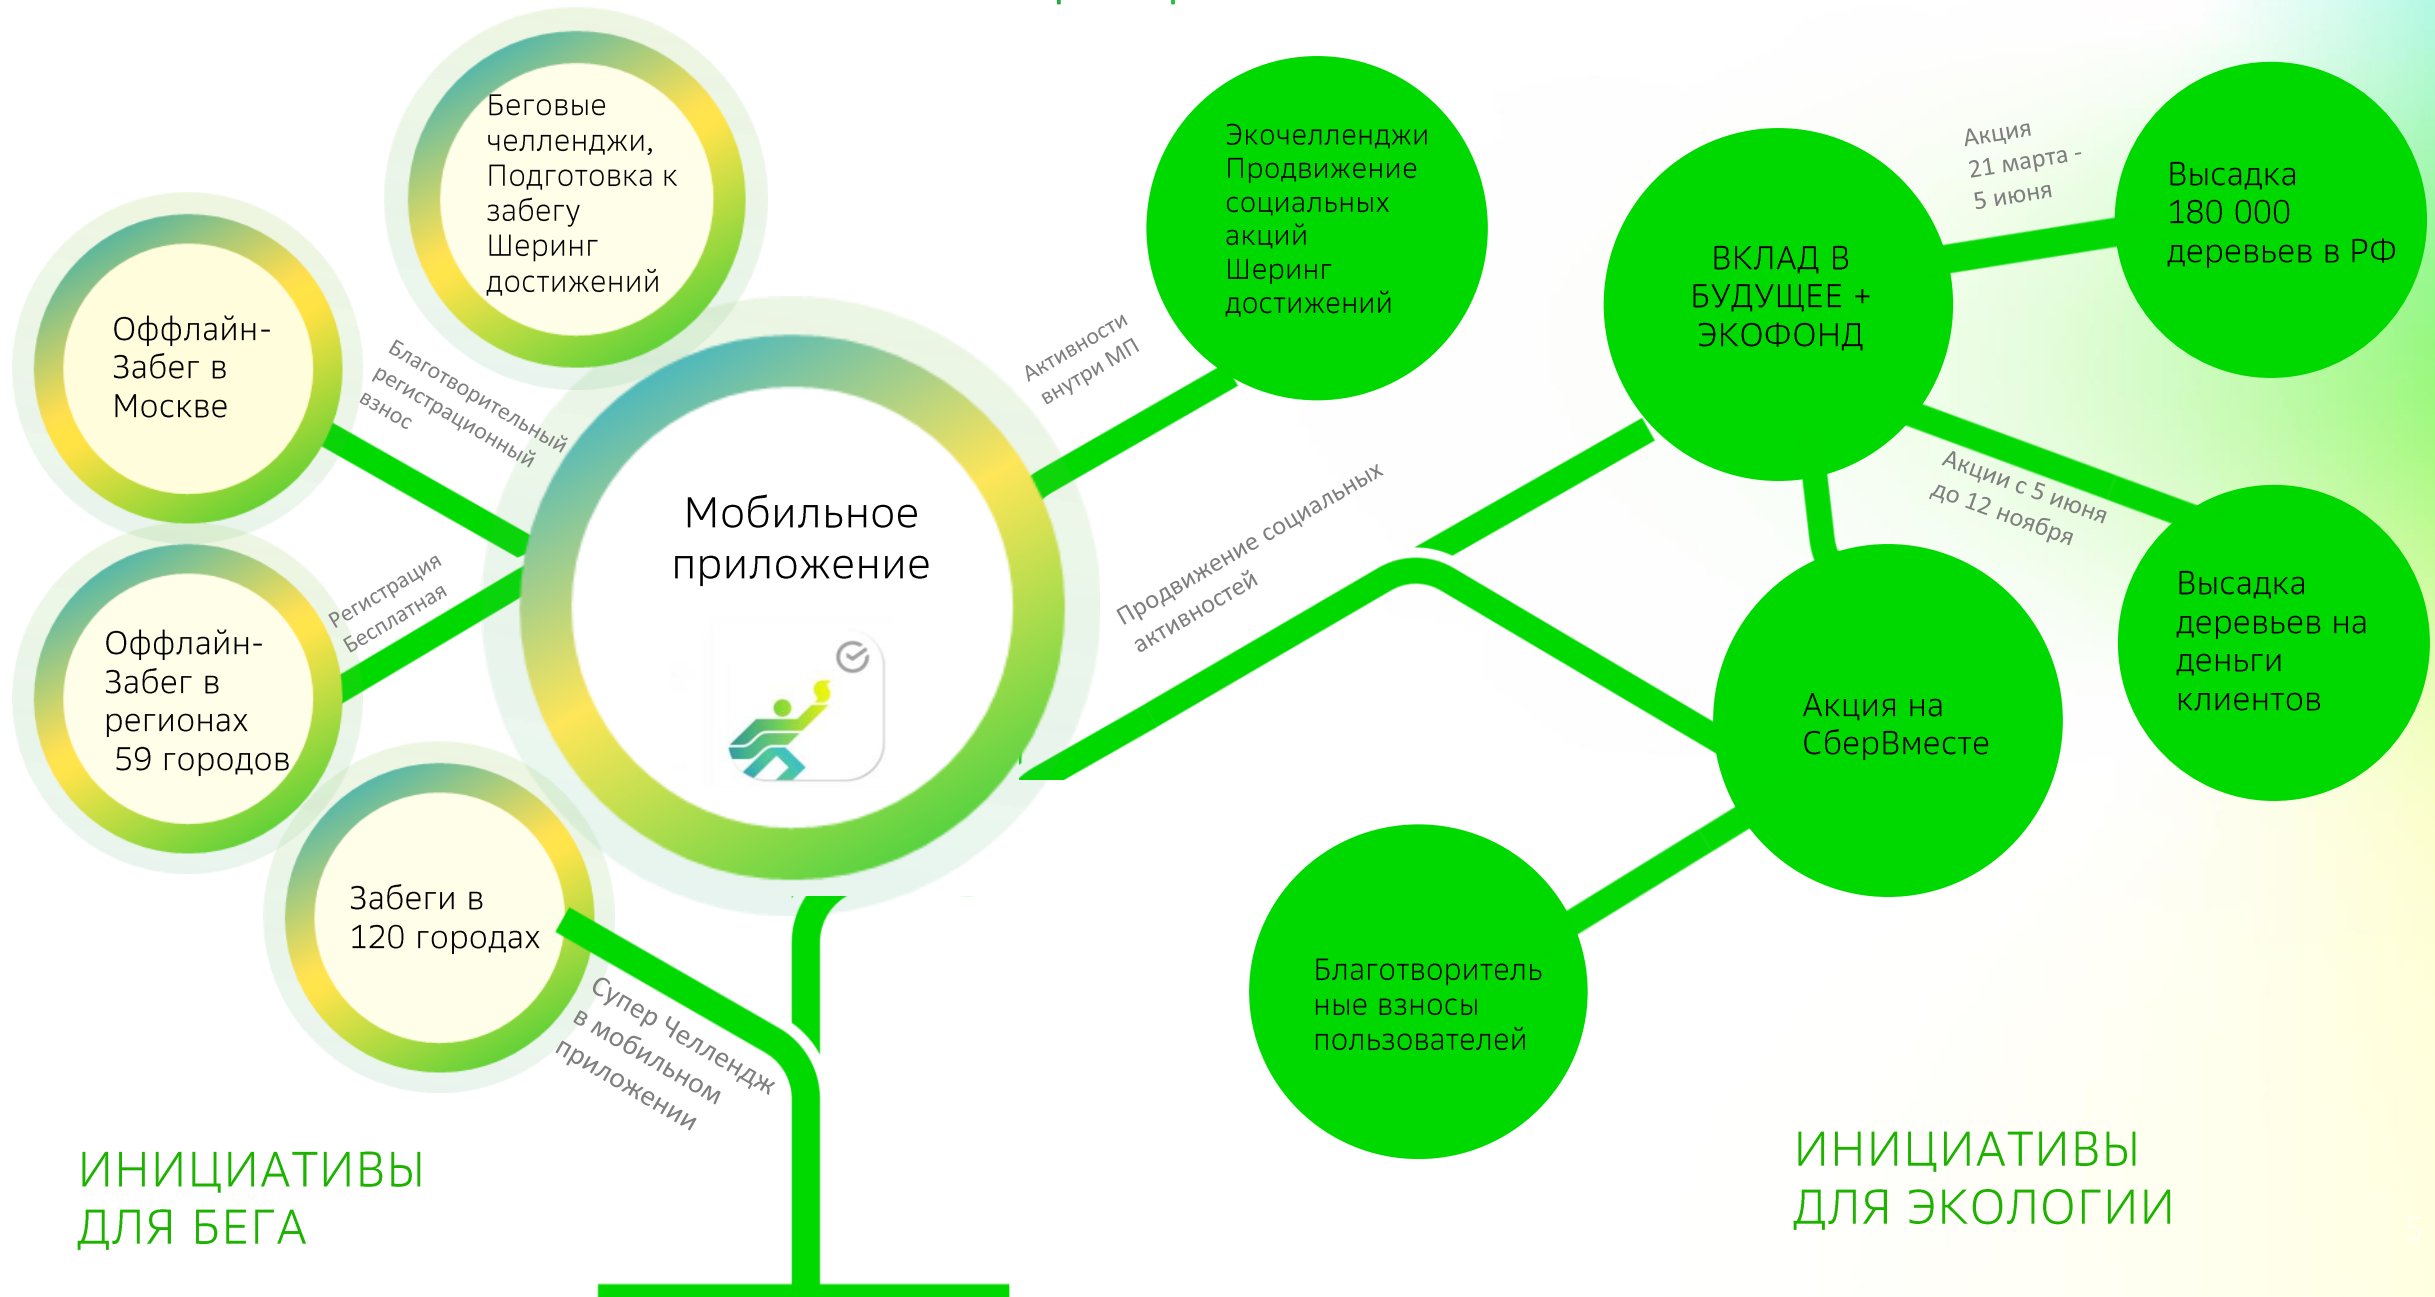 Беговые
челленджи,
Подготовка к
забегу
Шеринг
достижений
Оффлайн-
Забег в
Москве
Благотворительный
регистрационный
взнос
Оффлайн-
Забег в
регионах
59 городов
Регистрация
Бесплатная
Забеги в
120 городах
Супер Челлендж
в мобильном
приложении
Мобильное
приложение
Активности
внутри МП
Экочелленджи
Продвижение
социальных
акций
Шеринг
достижений
Продвижение социальных
активностей
ВКЛАД В
БУДУЩЕЕ +
ЭКОФОНД
Акция
21 марта -
5 июня
Высадка
180 000
деревьев в РФ
Акции с 5 июня
до 12 ноября
Высадка
деревьев на
деньги
клиентов
Акция на
СберВместе
Благотворитель
ные взносы
пользователей
ИНИЦИАТИВЫ
ДЛЯ БЕГА
ИНИЦИАТИВЫ
ДЛЯ ЭКОЛОГИИ